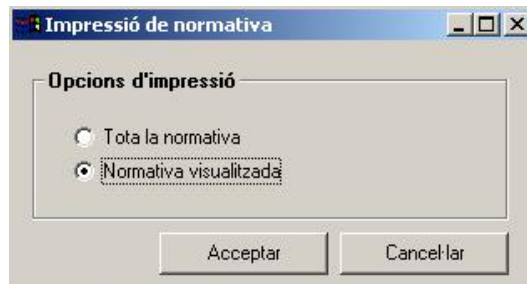 Impressió de normativa
Opcions d'impressió
Tota la normativa
Normativa visualitzada
Acceptar
Cancel·lar